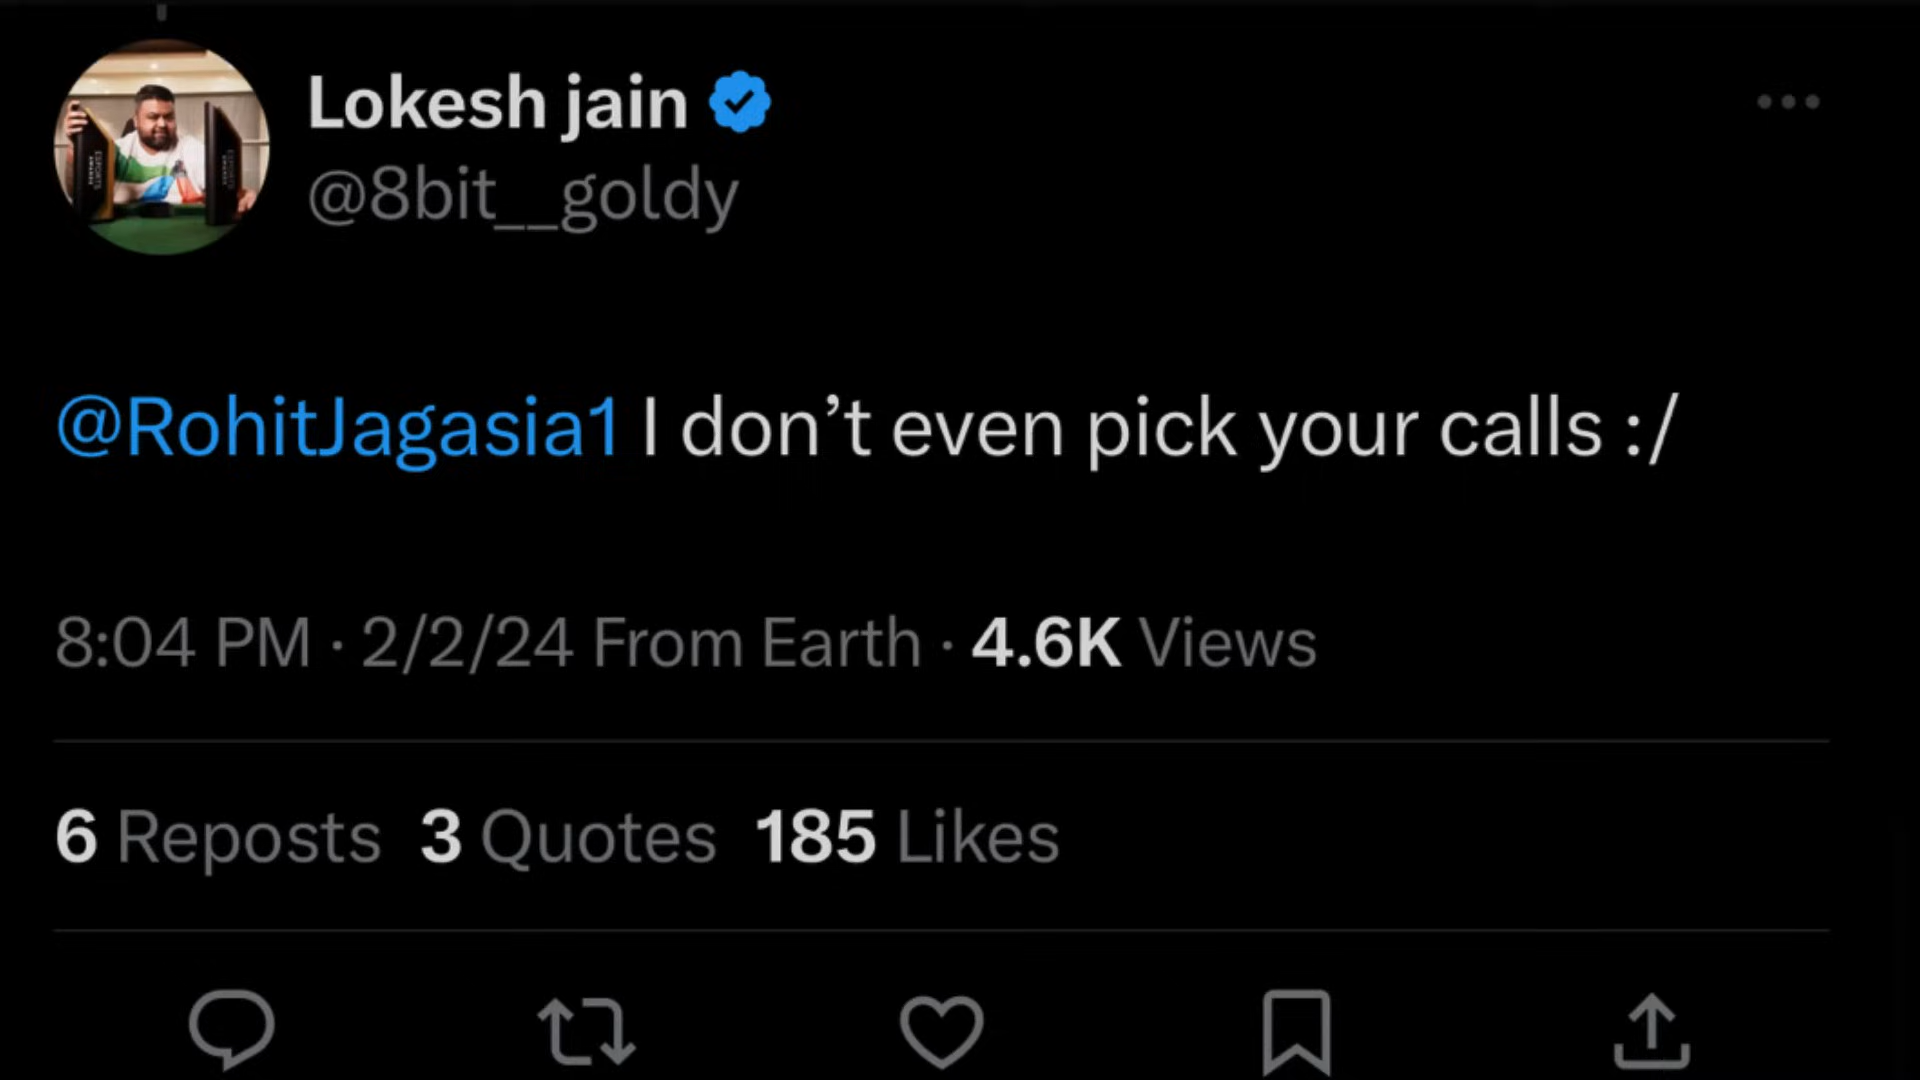 Lokesh jain
@8bit__goldy
@RohitJagasia1 I don’t even pick your calls :/
8:04 PM · 2/2/24 From Earth · 4.6K Views
6 Reposts 3 Quotes 185 Likes